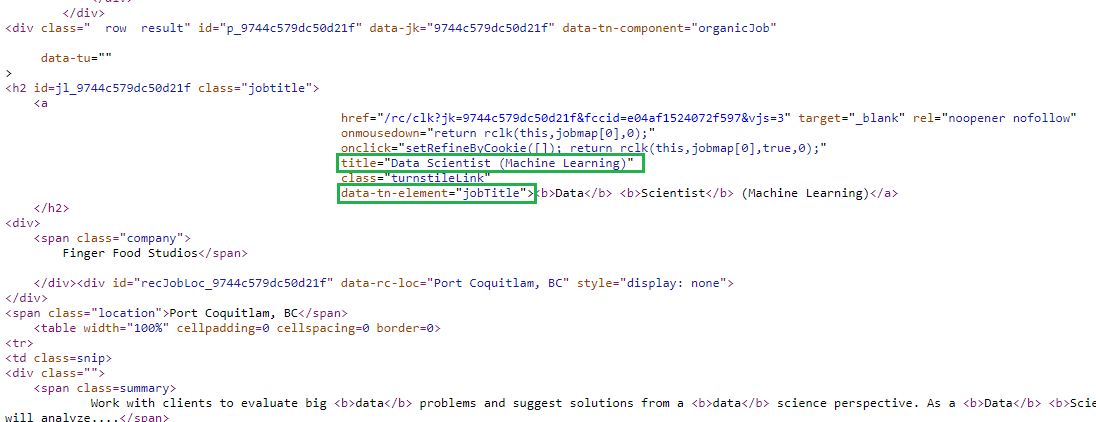 </div>
</div>
<div class="  row  result" id="p_9744c579dc50d21f" data-jk="9744c579dc50d21f" data-tn-component="organicJob"
data-tu=""
>
<h2 id=jl_9744c579dc50d21f class="jobtitle">
<a
href="/rc/clk?jk=9744c579dc50d21f&fccid=e04af1524072f597&vjs=3" target="_blank" rel="noopener nofollow"
onmousedown="return rclk(this,jobmap[0],0);"
onclick="setRefineByCookie([]); return rclk(this,jobmap[0],true,0);"
title="Data Scientist (Machine Learning)"
class="turnstileLink"
data-tn-element="jobTitle"><b>Data</b> <b>Scientist</b> (Machine Learning)</a>
</h2>
<div>
<span class="company">
Finger Food Studios</span>
</div><div id="recJobLoc_9744c579dc50d21f" data-rc-loc="Port Coquitlam, BC" style="display: none">
</div>
<span class="location">Port Coquitlam, BC</span>
<table width="100%" cellpadding=0 cellspacing=0 border=0>
<tr>
<td class=snip>
<div class="">
<span class=summary>
Work with clients to evaluate big <b>data</b> problems and suggest solutions from a <b>data</b> science perspective. As a <b>Data</b> <b>Scie
will analyze....</span>